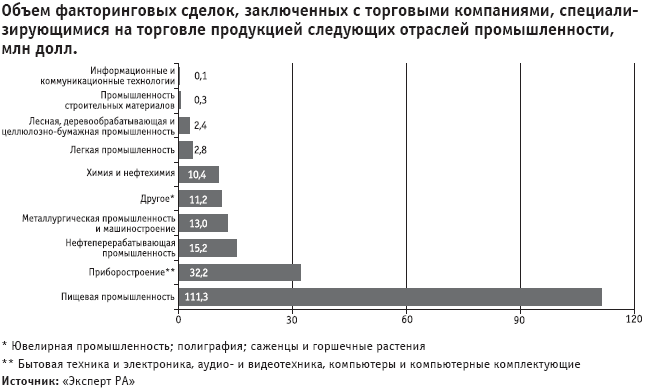 Объем факторинговых сделок, заключенных с торговыми компаниями, специали-
зирующимися на торговле продукцией следующих отраслей промышленности,
млн долл.
Информационные и
коммуникационные технологии
0,1
Промышленность
строительных материалов
0,3
Лесная, деревообрабатывающая и
целлюлозно-бумажная промышленность
2,4
Легкая промышленность
2,8
Химия и нефтехимия
10,4
Другое*
11,2
Металлургическая промышленность
и машиностроение
13,0
Нефтеперерабатывающая
промышленность
15,2
Приборостроение**
32,2
Пищевая промышленность
111,3
0 30 60 90 120
* Ювелирная промышленность; полиграфия; саженцы и горшечные растения
** Бытовая техника и электроника, аудио- и видеотехника, компьютеры и компьютерные комплектующие
Источник: «Эксперт РА»